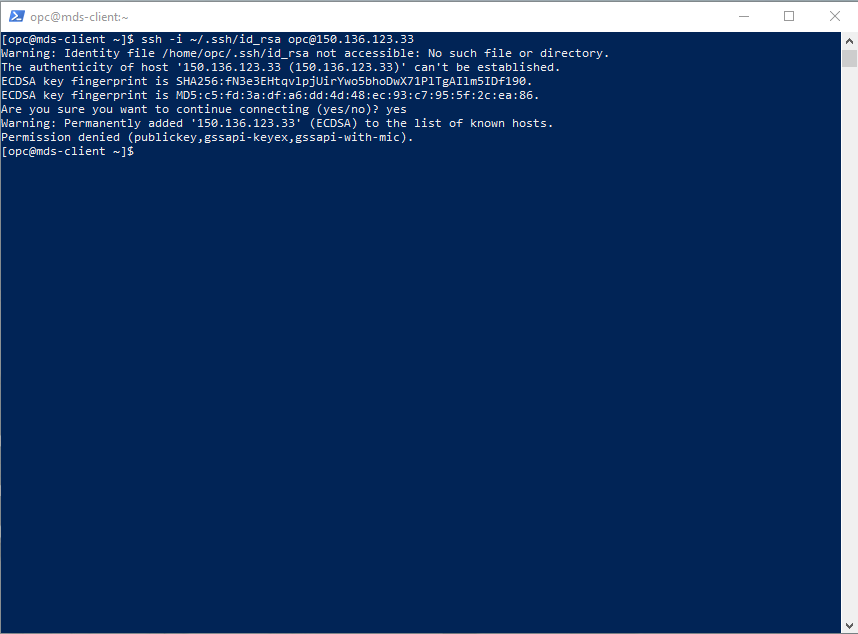 opc@mds-client:~
[opc@mds-client ~]$ ssh -i ~/.ssh/id_rsa opc@150.136.123.33
Warning: Identity file /home/opc/.ssh/id_rsa not accessible: No such file or directory.
The authenticity of host '150.136.123.33 (150.136.123.33)' can't be established.
ECDSA key fingerprint is SHA256:fN3e3EHtqvlpjUirYwo5bhoDwX71PlTgAIlm5IDf190.
ECDSA key fingerprint is MD5:c5:fd:3a:df:a6:dd:4d:48:ec:93:c7:95:5f:2c:ea:86.
Are you sure you want to continue connecting (yes/no)? yes
Warning: Permanently added '150.136.123.33' (ECDSA) to the list of known hosts.
Permission denied (publickey,gssapi-keyex,gssapi-with-mic).
[opc@mds-client ~]$